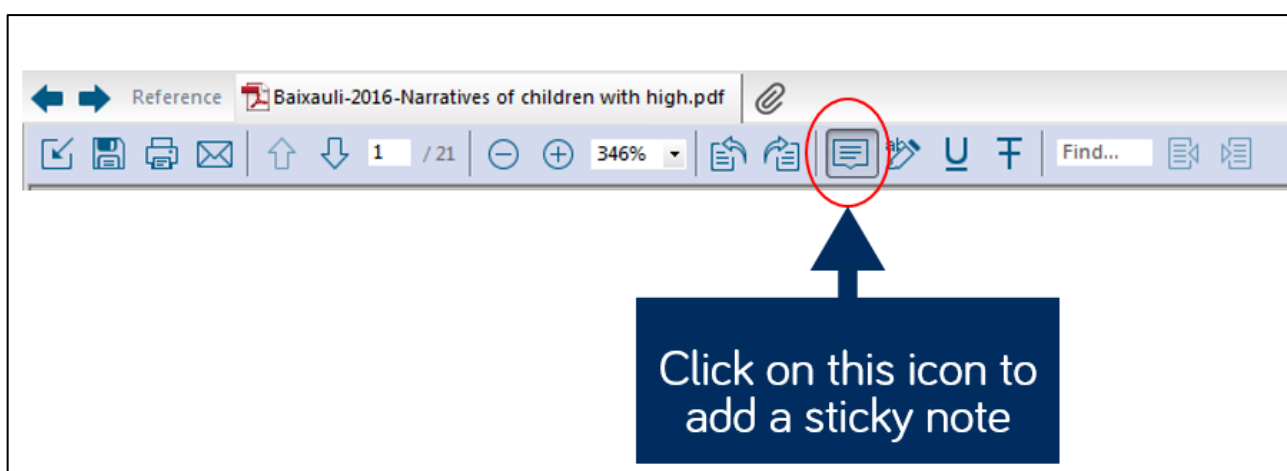 Reference Baixauli-2016-Narratives of children with high.pdf
1 / 21 346% ab U T Find...
Click on this icon to
add a sticky note